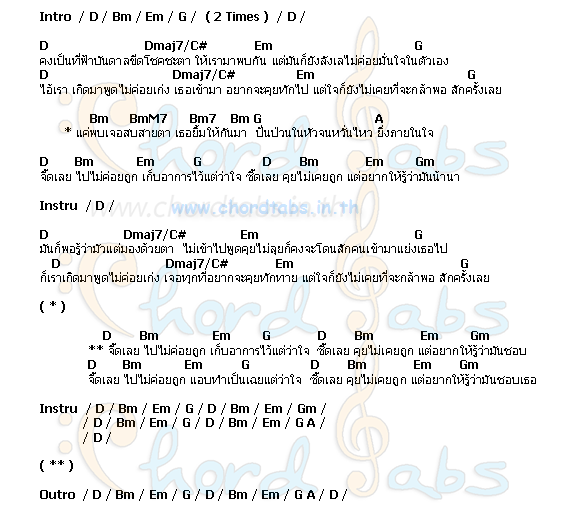 Intro / D / Bm / Em / G / ( 2 Times ) / D /
D Dmaj7/C# Em G
คงเป็นที่ฟ้าบันดาลขีดโชคชะตา ให้เรามาพบกัน แต่มันก็ยังลังเลไม่ค่อยมั่นใจในตัวเอง
D Dmaj7/C# Em G
ไอ้เรา เกิดมาพูดไม่ค่อยเก่ง เธอเข้ามา อยากจะคุยทักไป แต่ใจก็ยังไม่เคยที่จะกล้าพอ สักครั้งเลย
Bm BmM7 Bm7 Bm G A
* แค่พบเจอสบสายตา เธอยิ้มให้กันมา ปั่นป่วนในหัวจนหวั่นไหว ยิ่งภายในใจ
D Bm Em G D Bm Em Gm
จี๊ดเลย ไปไม่ค่อยถูก เก็บอาการไว้แต่ว่าใจ ซี๊ดเลย คุยไม่เคยถูก แต่อยากให้รู้ว่ามันน้านา
Instru / D /
www.chordtabs.in.th
D Dmaj7/C# Em G
มันก็พอรู้ว่ามัวแต่มองด้วยตา ไม่เข้าไปพูดคุยไม่ลุยก็คงจะโดนสักคนเข้ามาแย่งเธอไป
D Dmaj7/C# Em G
ก็เราเกิดมาพูดไม่ค่อยเก่ง เจอทุกทีอยากจะคุยทักทาย แต่ใจก็ยังไม่เคยที่จะกล้าพอ สักครั้งเลย
( * )
D Bm Em G D Bm Em Gm
** จี๊ดเลย ไปไม่ค่อยถูก เก็บอาการไว้แต่ว่าใจ ซี๊ดเลย คุยไม่เคยถูก แต่อยากให้รู้ว่ามันชอบ
D Bm Em G D Bm Em Gm
จี๊ดเลย ไปไม่ค่อยถูก แอบทำเป็นเฉยแต่ว่าใจ ซี๊ดเลย คุยไม่เคยถูก แต่อยากให้รู้ว่ามันชอบเธอ
Instru / D / Bm / Em / G / D / Bm / Em / Gm /
/ D / Bm / Em / G / D / Bm / Em / G A /
/ D /
( ** )
Outro / D / Bm / Em / G / D / Bm / Em / G A / D /